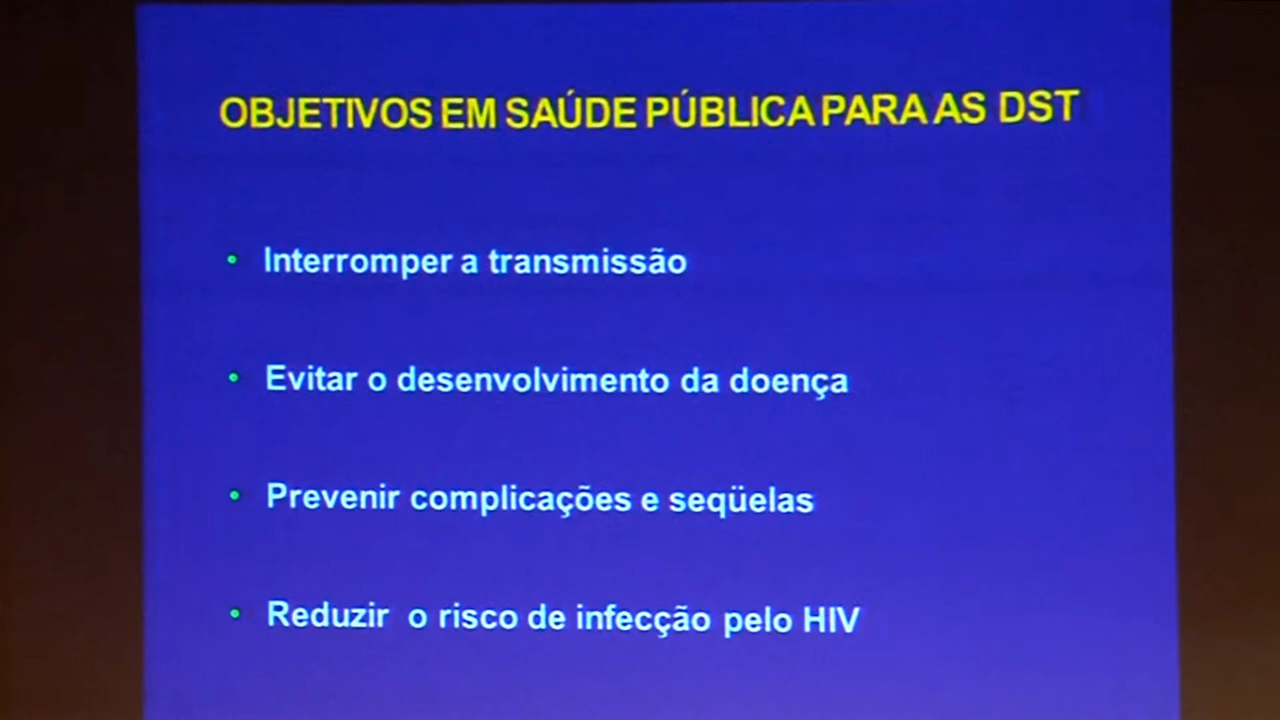 OBJETIVOS EM SAÚDE PÚBLICA PARA AS DST
• Interromper a transmissão
• Evitar o desenvolvimento da doença
• Prevenir complicações e seqüelas
• Reduzir o risco de infecção pelo HIV